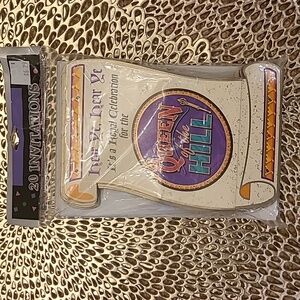 20 INVITATIONS
Hear Ye, Hear Ye
It's a Royal Celebration
for the
QUEEN
of the
HILL